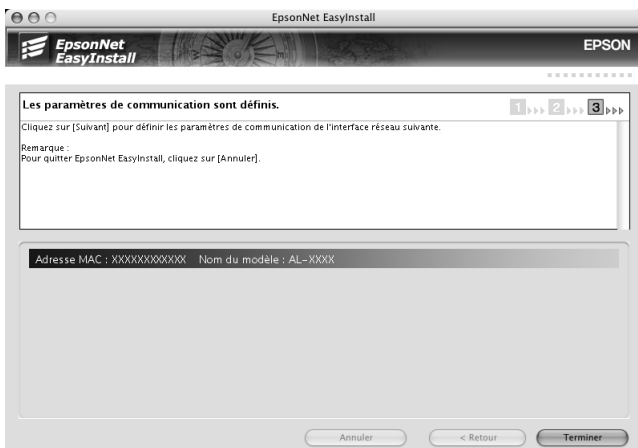 EpsonNet EasyInstall
EpsonNet
EasyInstall
EPSON
Les paramètres de communication sont définis.
1 2 3
Cliquez sur [Suivant] pour définir les paramètres de communication de l'interface réseau suivante.
Remarque :
Pour quitter EpsonNet EasyInstall, cliquez sur [Annuler].
Adresse MAC : XXXXXXXXXXXX Nom du modèle : AL-XXXX
Annuler
< Retour
Terminer